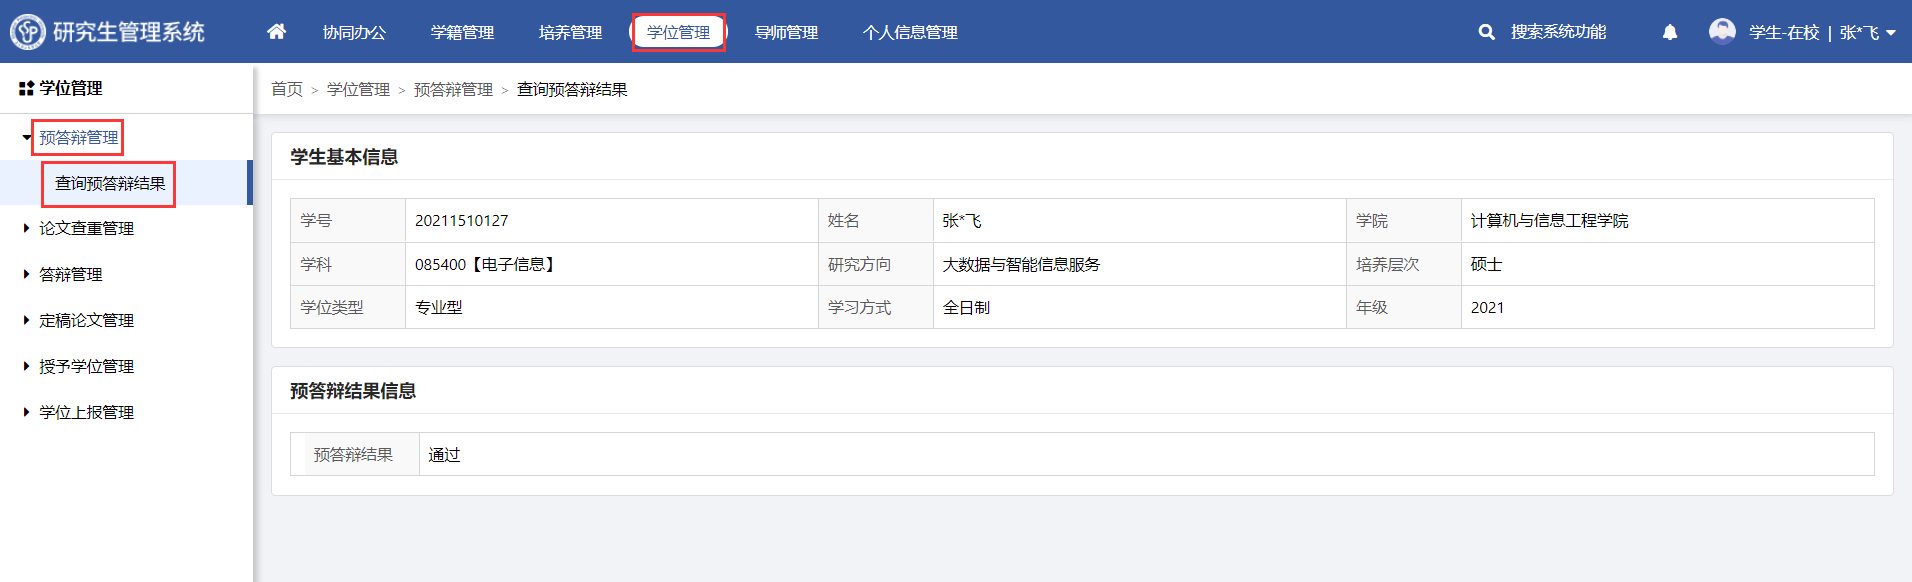 研究生管理系统
协同办公 学籍管理 培养管理 学位管理 导师管理 个人信息管理 搜索系统功能 学生-在校 | 张*飞
学位管理
预答辩管理
查询预答辩结果
论文查重管理
答辩管理
定稿论文管理
授予学位管理
学位上报管理
首页 > 学位管理 > 预答辩管理 > 查询预答辩结果
学生基本信息
学号 20211510127 姓名 张*飞 学院 计算机与信息工程学院
学科 085400【电子信息】 研究方向 大数据与智能信息服务 培养层次 硕士
学位类型 专业型 学习方式 全日制 年级 2021
预答辩结果信息
预答辩结果 通过